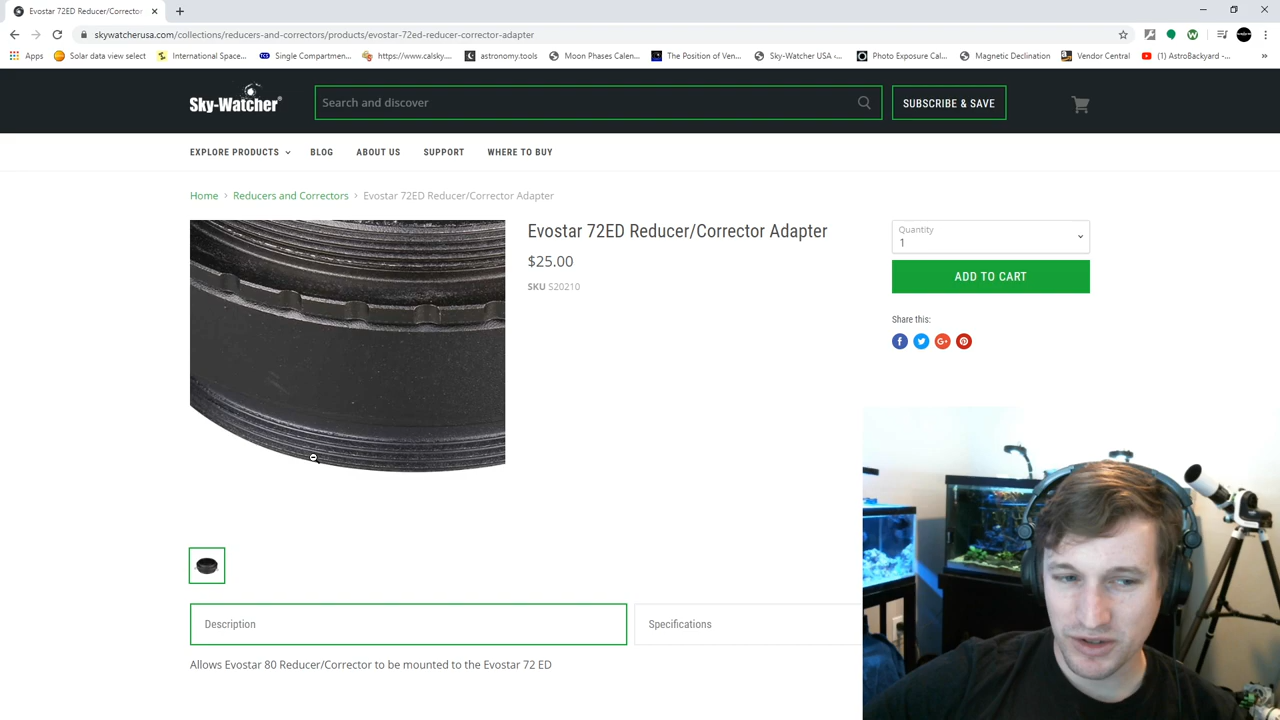 Evostar 72ED Reducer/Corrector
skywatcherusa.com/collections/reducers-and-correctors/products/evostar-72ed-reducer-corrector-adapter
Apps Solar data view select International Space... Single Compartmen... https://www.calsky... astronomy.tools Moon Phases Calen... The Position of Ven... Sky-Watcher USA ‹... Photo Exposure Cal... Magnetic Declination Vendor Central (1) AstroBackyard -... »
Sky-Watcher Search and discover SUBSCRIBE & SAVE
EXPLORE PRODUCTS BLOG ABOUT US SUPPORT WHERE TO BUY
Home > Reducers and Correctors > Evostar 72ED Reducer/Corrector Adapter
Evostar 72ED Reducer/Corrector Adapter
$25.00
SKU S20210
Quantity
1
ADD TO CART
Share this:
Description
Specifications
Allows Evostar 80 Reducer/Corrector to be mounted to the Evostar 72 ED